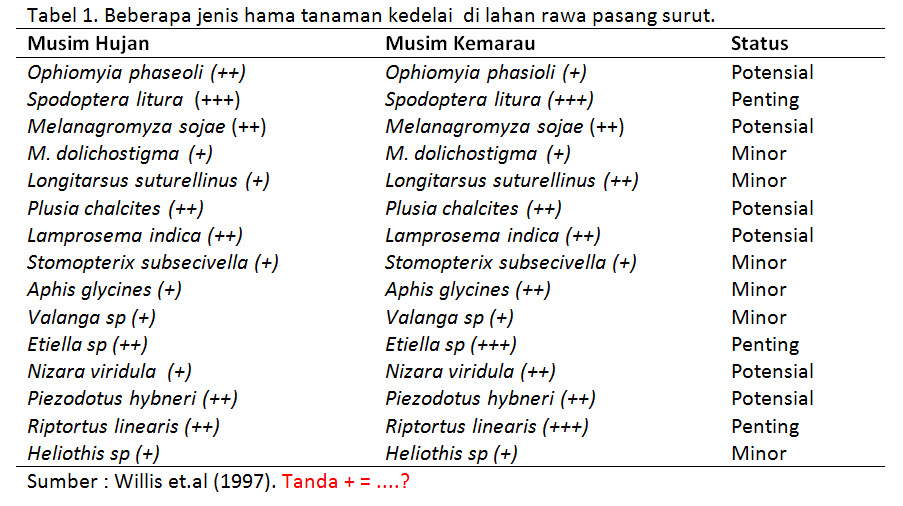 Tabel 1. Beberapa jenis hama tanaman kedelai di lahan rawa pasang surut.
Musim Hujan Musim Kemarau Status
Ophiomyia phaseoli (++) Ophiomyia phasioli (+) Potensial
Spodoptera litura (+++) Spodoptera litura (+++) Penting
Melanagromyza sojae (++) Melanagromyza sojae (++) Potensial
M. dolichostigma (+) M. dolichostigma (+) Minor
Longitarsus suturellinus (+) Longitarsus suturellinus (++) Minor
Plusia chalcites (++) Plusia chalcites (++) Potensial
Lamprosema indica (++) Lamprosema indica (++) Potensial
Stomopterix subsecivella (+) Stomopterix subsecivella (+) Minor
Aphis glycines (+) Aphis glycines (++) Minor
Valanga sp (+) Valanga sp (+) Minor
Etiella sp (++) Etiella sp (+++) Penting
Nizara viridula (+) Nizara viridula (++) Potensial
Piezodotus hybneri (++) Piezodotus hybneri (++) Potensial
Riptortus linearis (++) Riptortus linearis (+++) Penting
Heliothis sp (+) Heliothis sp (+) Minor
Sumber : Willis et.al (1997). Tanda + = ....?